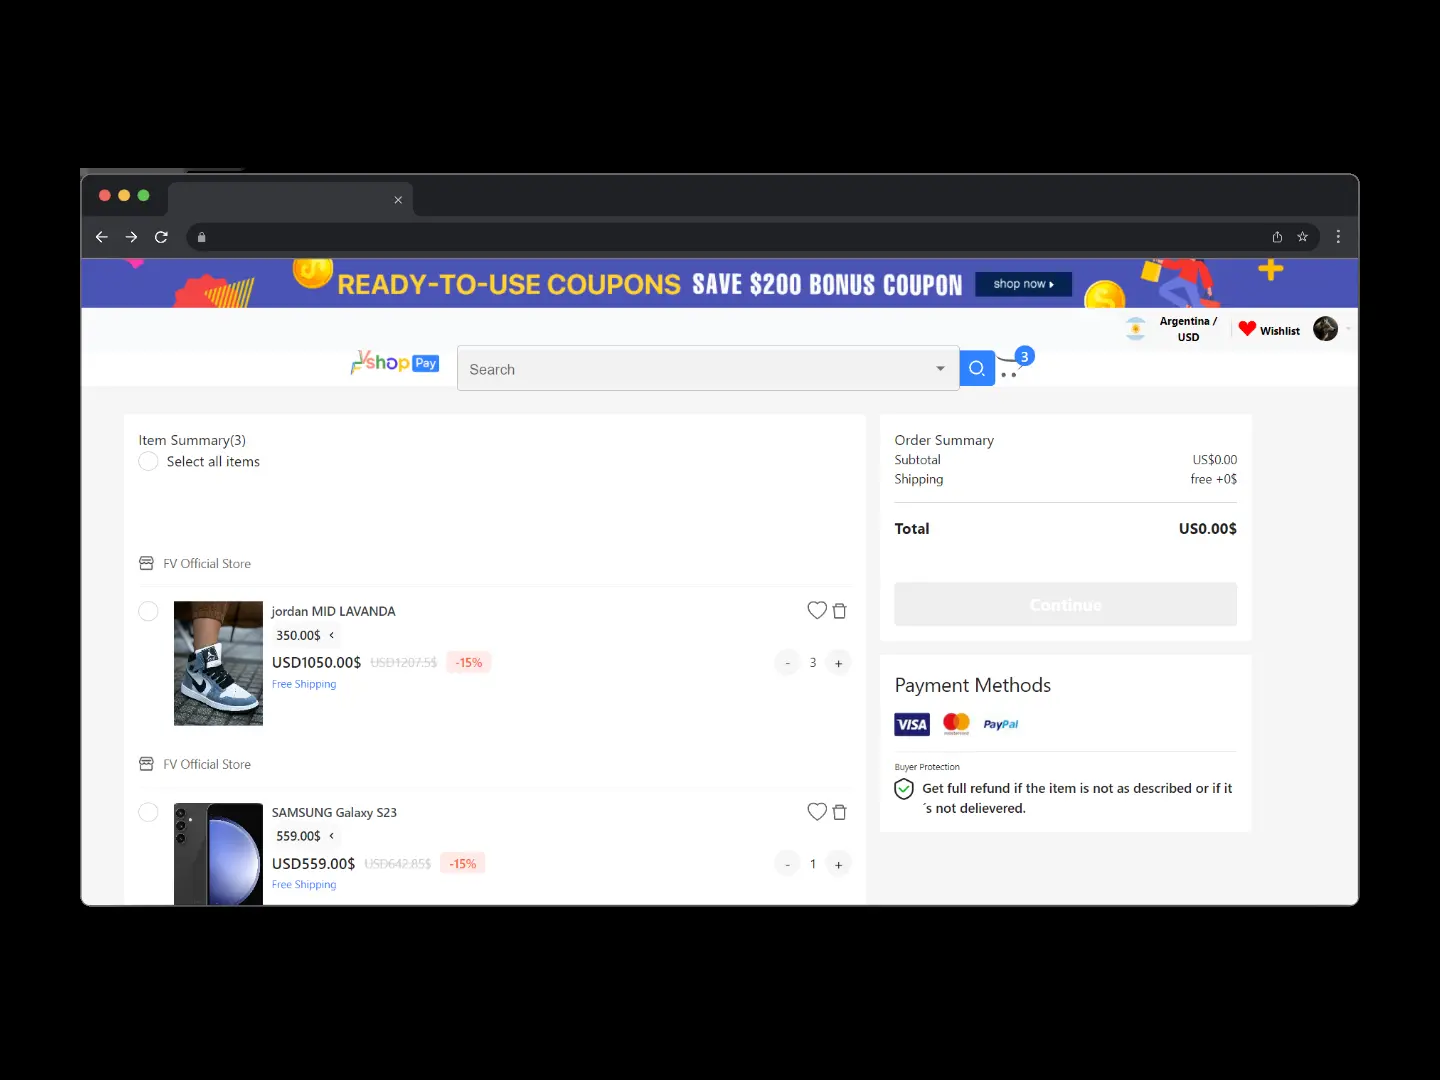 READY-TO-USE COUPONS SAVE $200 BONUS COUPON shop now
Argentina /
USD
Wishlist
shop Pay
Search
3
Item Summary(3)
Select all items
FV Official Store
jordan MID LAVANDA
350.00$ <
USD1050.00$ USD1207.5$ -15%
- 3 +
Free Shipping
FV Official Store
SAMSUNG Galaxy S23
559.00$ <
USD559.00$ USD642.85$ -15%
- 1 +
Free Shipping
Order Summary
Subtotal US$0.00
Shipping free +0$
Total US0.00$
Continue
Payment Methods
VISA mastercard PayPal
Buyer Protection
Get full refund if the item is not as described or if it
´s not delievered.